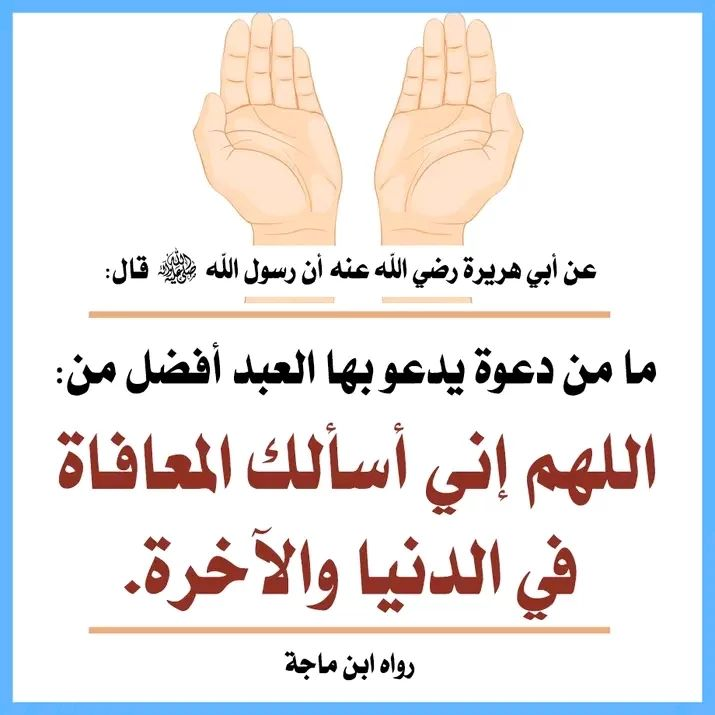 عن أبي هريرة رضي الله عنه أن رسول الله ﷺ قال:
ما من دعوة يدعو بها العبد أفضل من:
اللهم إني أسألك المعافاة
في الدنيا والآخرة.
رواه ابن ماجة